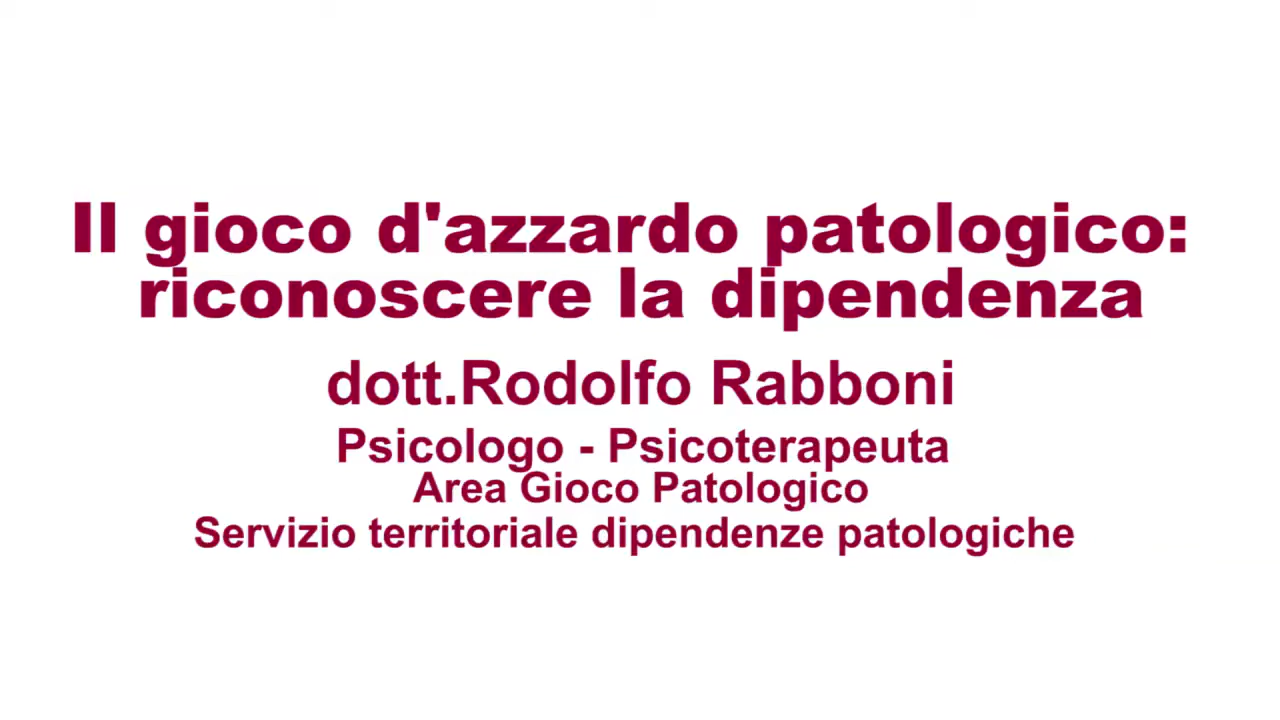 Il gioco d'azzardo patologico:
riconoscere la dipendenza
dott.Rodolfo Rabboni
Psicologo - Psicoterapeuta
Area Gioco Patologico
Servizio territoriale dipendenze patologiche